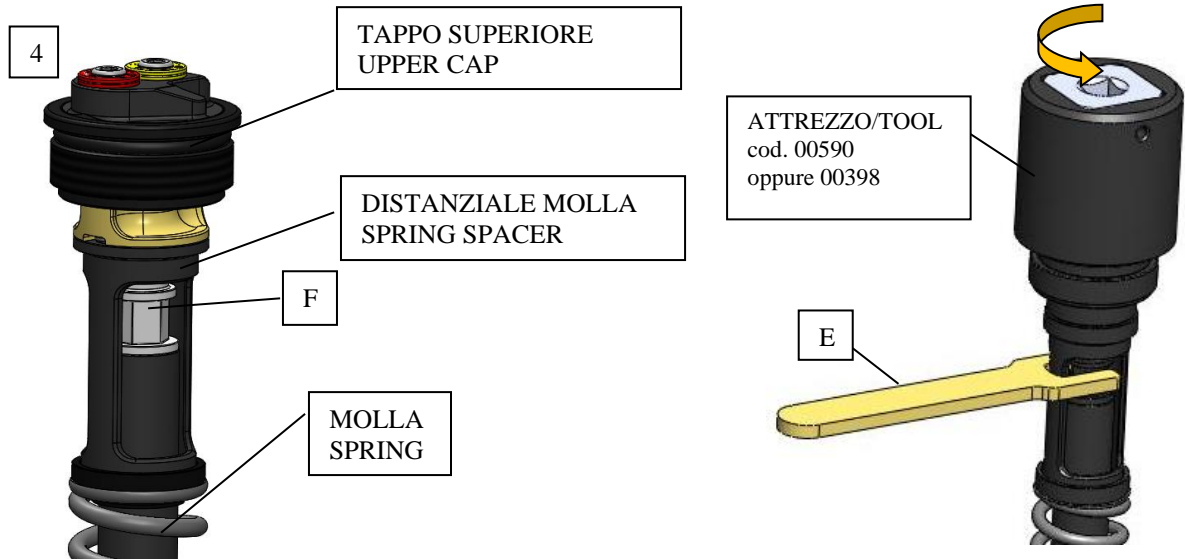 4
TAPPO SUPERIORE
UPPER CAP
DISTANZIALE MOLLA
SPRING SPACER
F
MOLLA
SPRING
ATTREZZO/TOOL
cod. 00590
oppure 00398
E